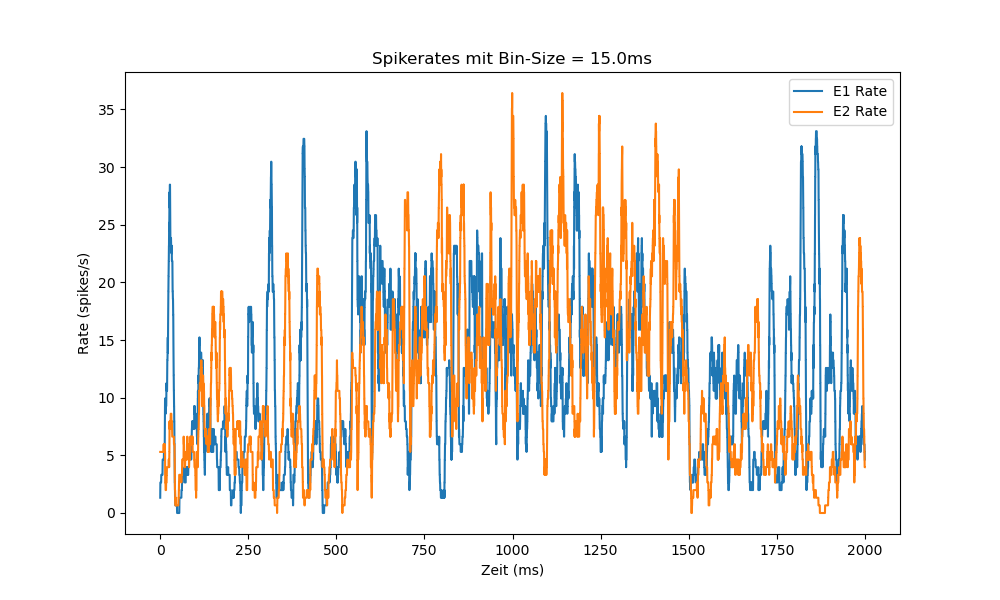 Spikerates mit Bin-Size = 15.0ms
E1 Rate
E2 Rate
35
30
25
20
15
10
5
0
Rate (spikes/s)
0 250 500 750 1000 1250 1500 1750 2000
Zeit (ms)